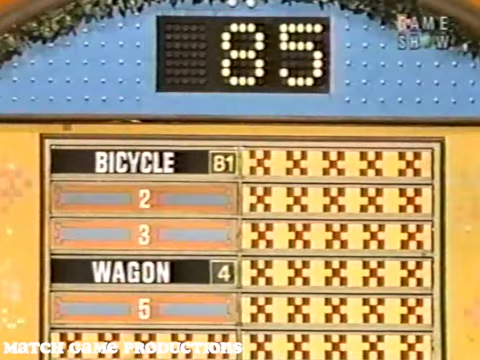 85
GAME
SHOW
BICYCLE 81
2
3
WAGON 4
5
MATCH GAME PRODUCTIONS